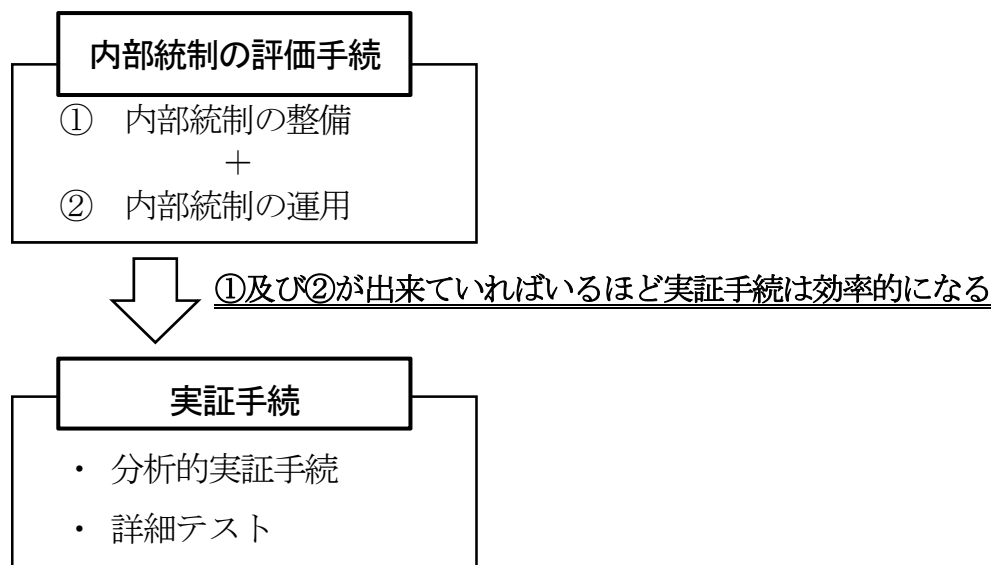 内部統制の評価手続
① 内部統制の整備
＋
② 内部統制の運用
①及び②が出来ていればいるほど実証手続は効率的になる
実証手続
・ 分析的実証手続
・ 詳細テスト